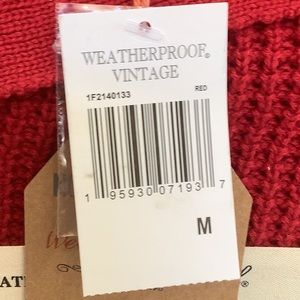 WEATHERPROOF®
VINTAGE
1F2140133 RED
1 95930 07193 7
M